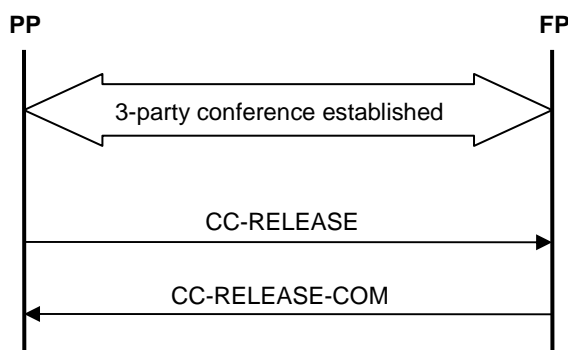 PP FP
3-party conference established
CC-RELEASE
CC-RELEASE-COM